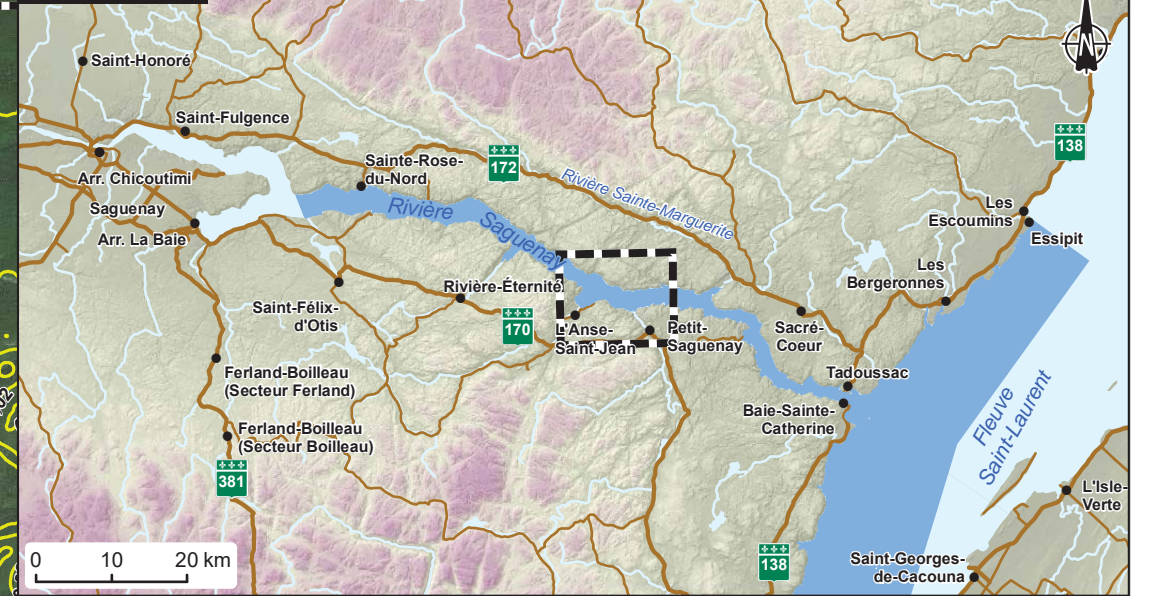 Saint-Honoré
Saint-Fulgence
138
Sainte-Rose-
du-Nord
172
Rivière Sainte-Marguerite
Arr. Chicoutimi
Saguenay
Arr. La Baie
Rivière Saguenay
Les
Escoumins
Essipit
Les
Bergeronnes
Rivière-Éternité
Saint-Félix-
d'Otis
170
L'Anse-
Saint-Jean
Petit-
Saguenay
Sacré-
Coeur
Ferland-Boilleau
(Secteur Ferland)
Tadoussac
Baie-Sainte-
Catherine
Fleuve
Saint-Laurent
Ferland-Boilleau
(Secteur Boilleau)
381
L'Isle-
Verte
138
Saint-Georges-
de-Cacouna
0 10 20 km
N